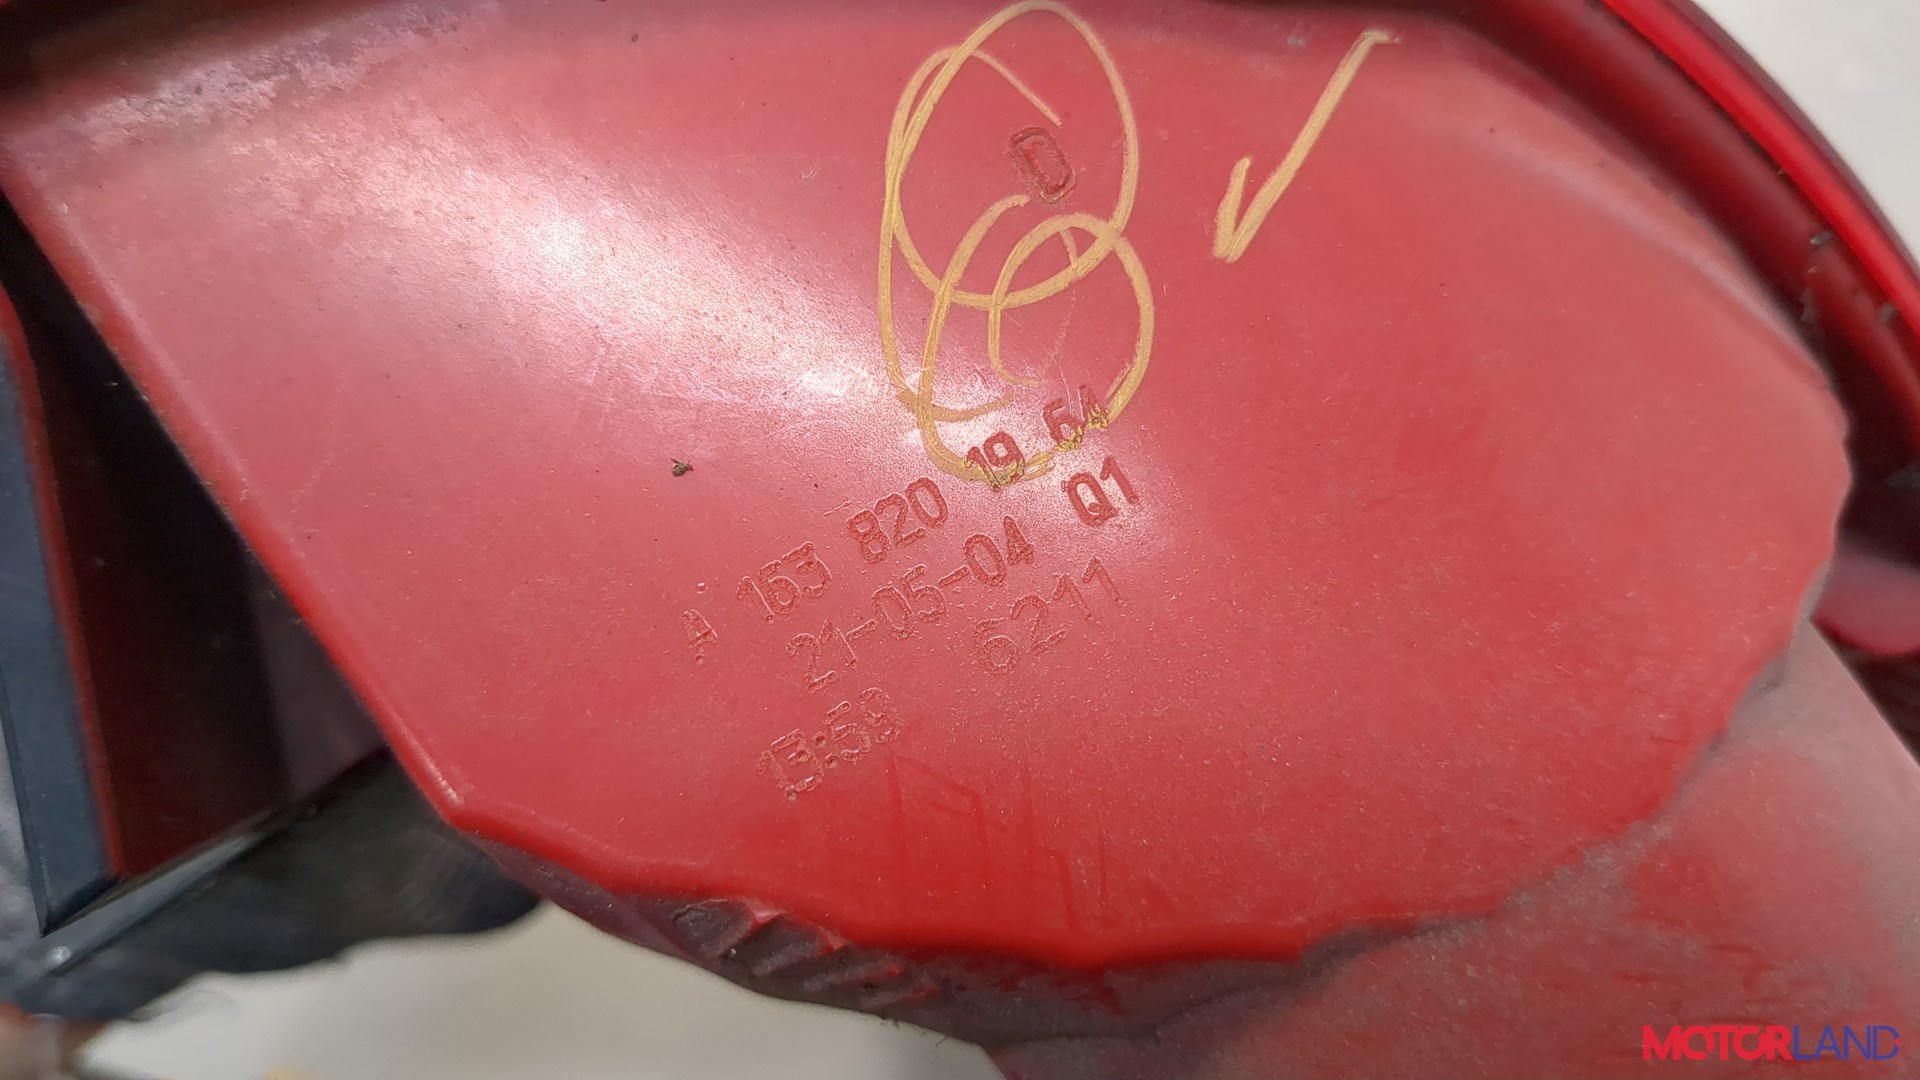 D
A 163 820 19 64
21-05-04 Q1
6211
13:59
MOTORLAND